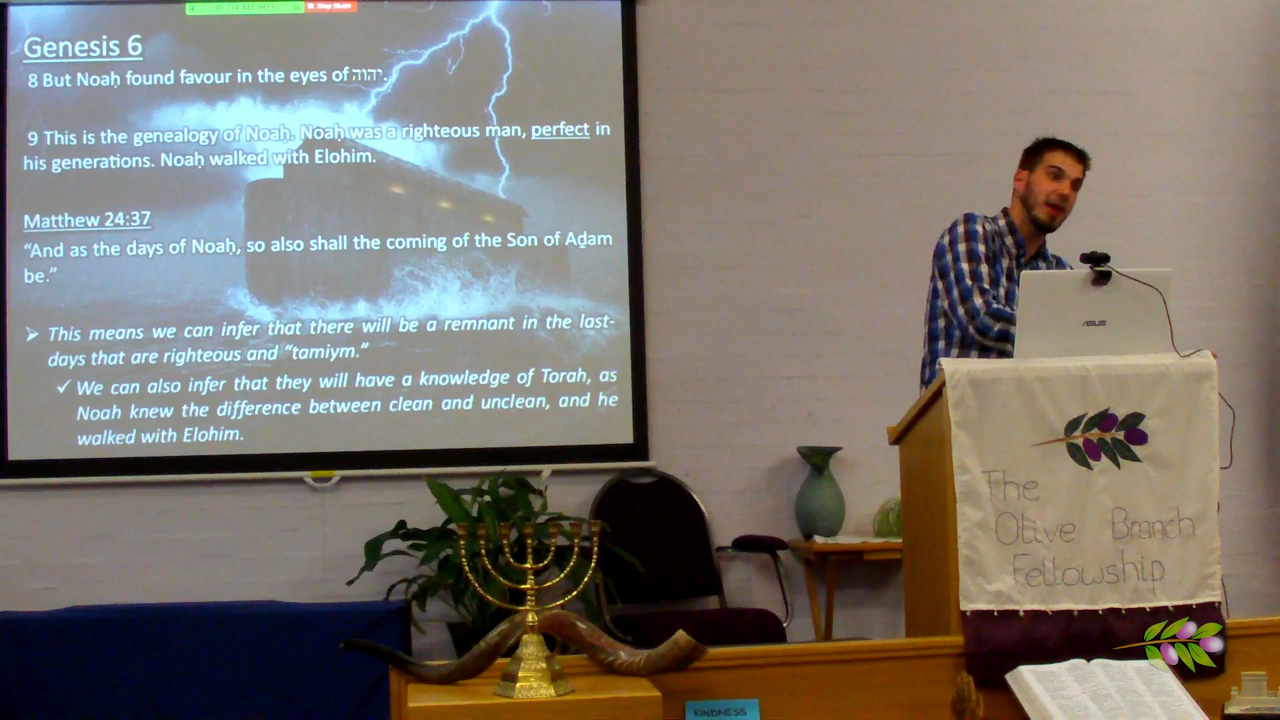 Stop Share
Genesis 6
8 But Noaḥ found favour in the eyes of יהוה.
9 This is the genealogy of Noaḥ. Noaḥ was a righteous man, perfect in
his generations. Noaḥ walked with Elohim.
Matthew 24:37
“And as the days of Noaḥ, so also shall the coming of the Son of Aḏam
be.”
➢ This means we can infer that there will be a remnant in the last-
days that are righteous and “tamiym.”
✓ We can also infer that they will have a knowledge of Torah, as
Noah knew the difference between clean and unclean, and he
walked with Elohim.
ASUS
The
Olive Branch
Fellowship
KINDNESS